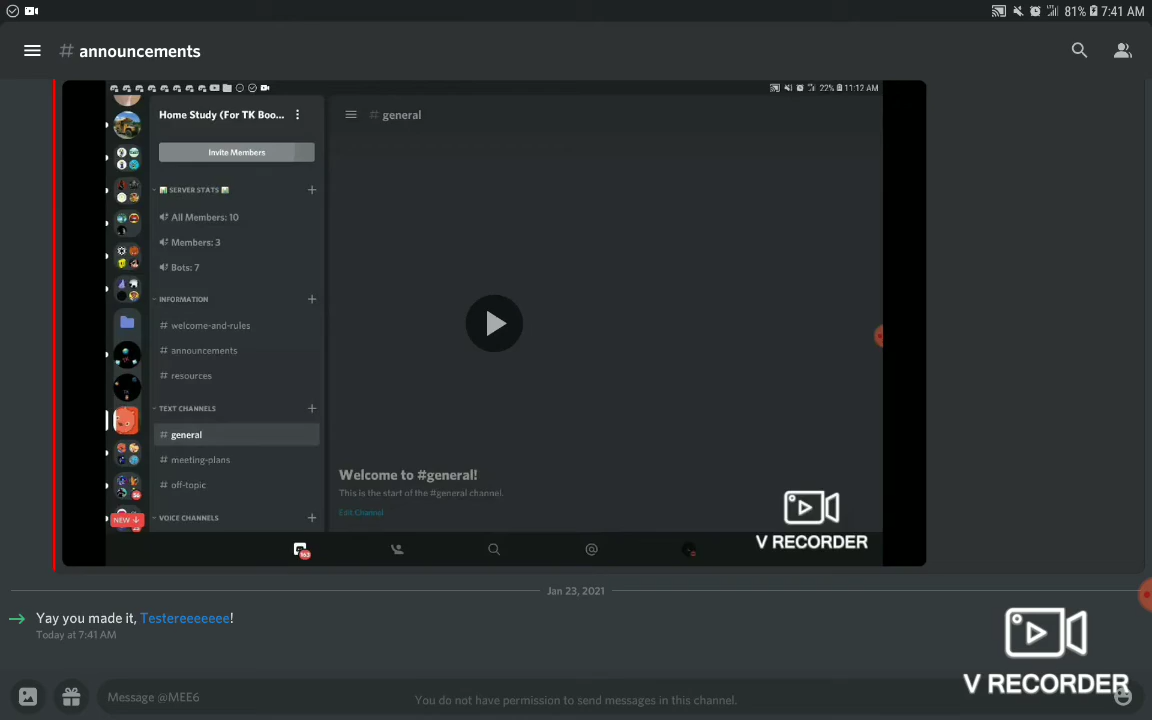 81% 7:41 AM
# announcements
22% 11:12 AM
Home Study (For TK Boo...
# general
Invite Members
SERVER STATS
All Members: 10
Members: 3
Bots: 7
INFORMATION
# welcome-and-rules
# announcements
# resources
TEXT CHANNELS
# general
# meeting-plans
# off-topic
Welcome to #general!
This is the start of the #general channel.
Edit Channel
NEW
VOICE CHANNELS
V RECORDER
163
Jan 23, 2021
Yay you made it, Testereeeeeee!
Today at 7:41 AM
Message @MEE6
You do not have permission to send messages in this channel.
V RECORDER